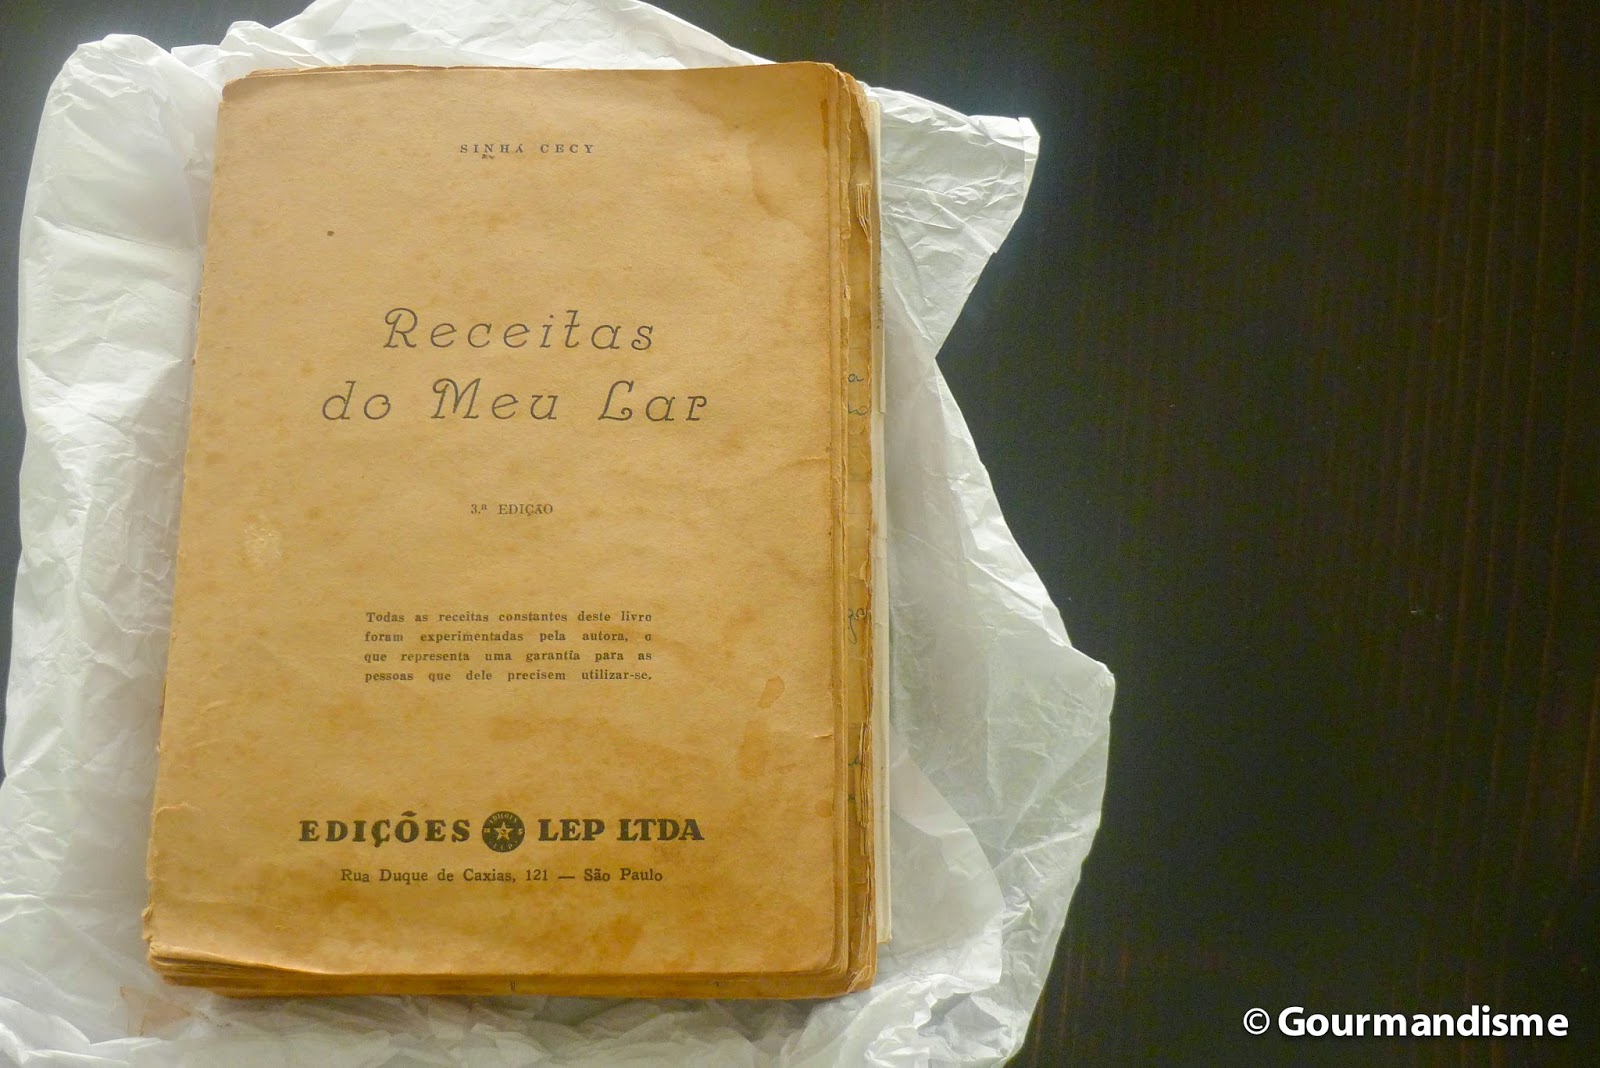 SINHÁ CECY
Receitas
do Meu Lar
3.ª EDIÇÃO
Todas as receitas constantes deste livro
foram experimentadas pela autora, o
que representa uma garantia para as
pessoas que dele precisem utilizar-se.
EDIÇÕES LEP LTDA
Rua Duque de Caxias, 121 — São Paulo
© Gourmandisme